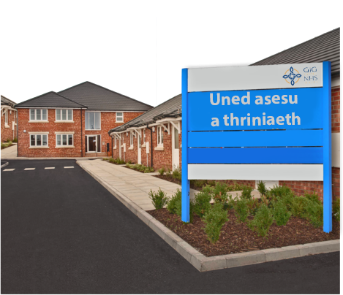 GIG
NHS
Uned asesu
a thriniaeth